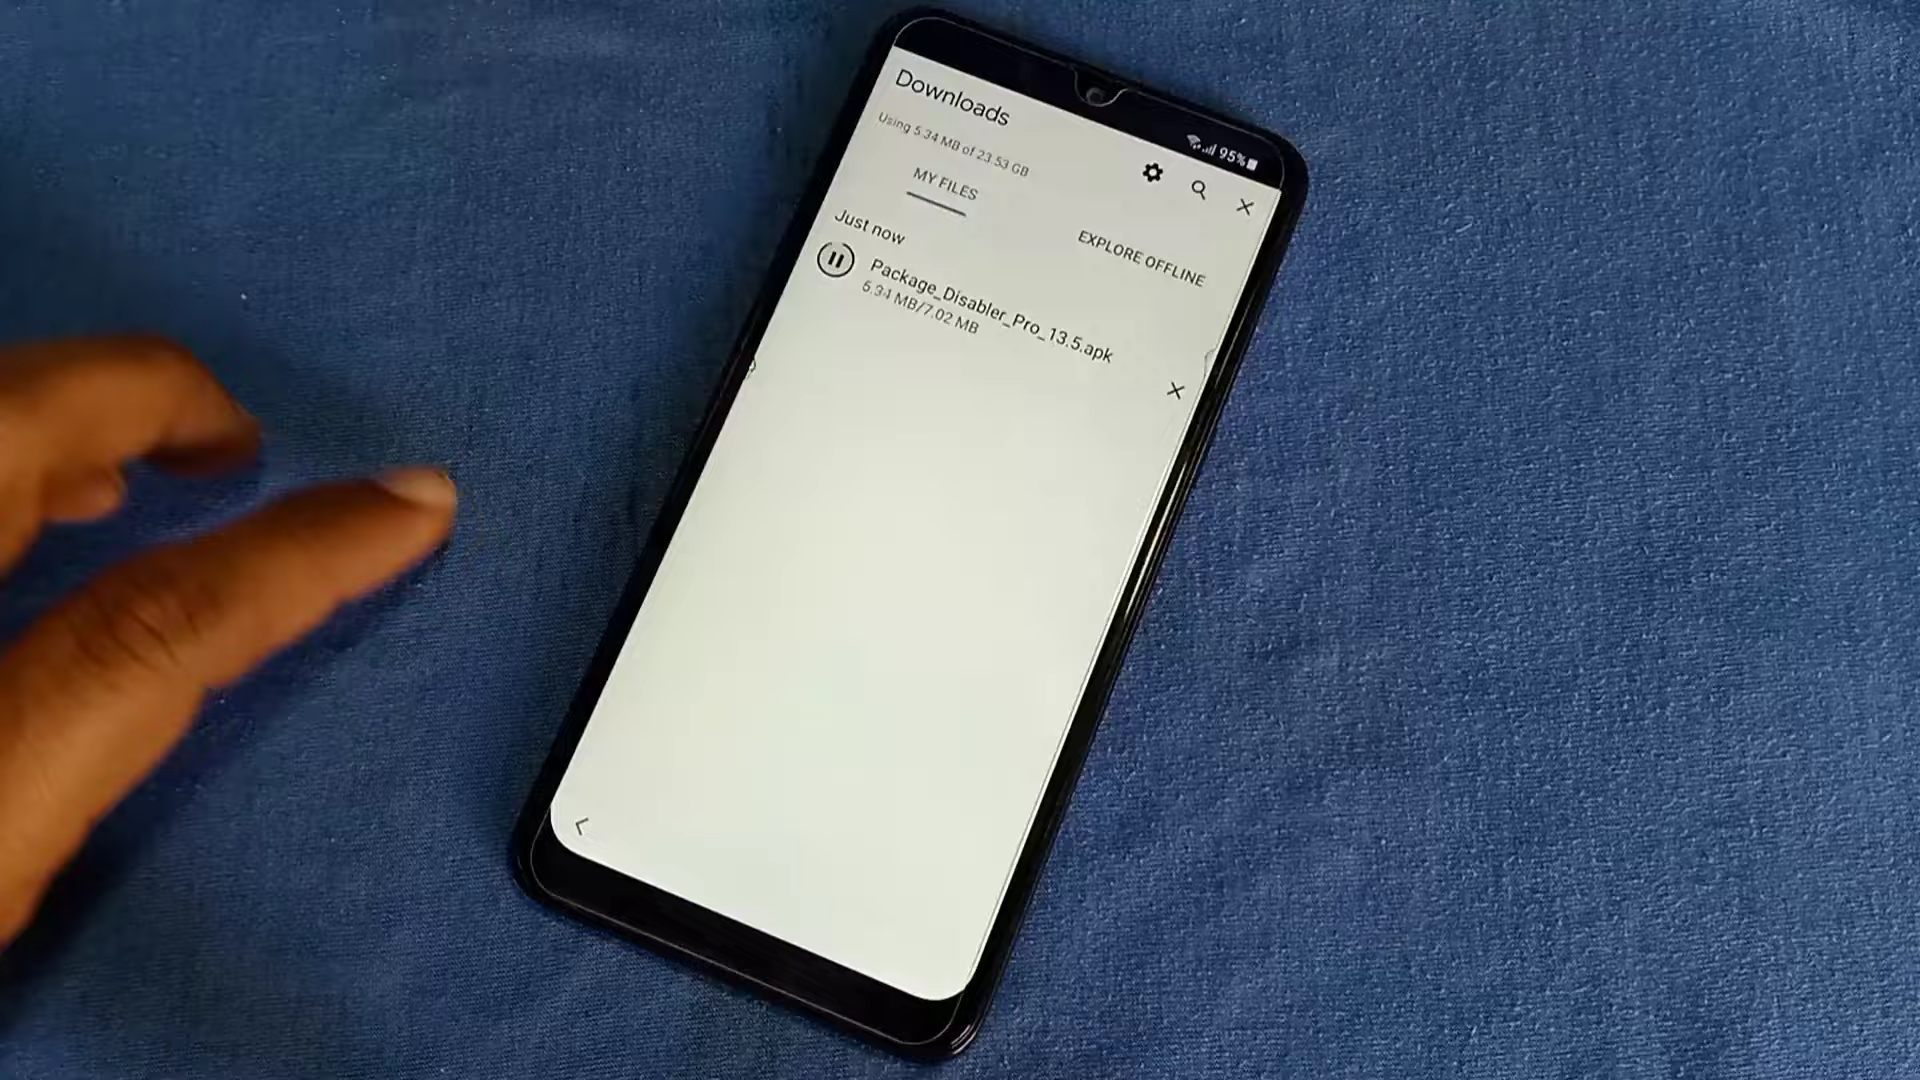 95%
Downloads
Using 5.34 MB of 23.53 GB
MY FILES
EXPLORE OFFLINE
Just now
Package_Disabler_Pro_13.5.apk
5.34 MB/7.02 MB